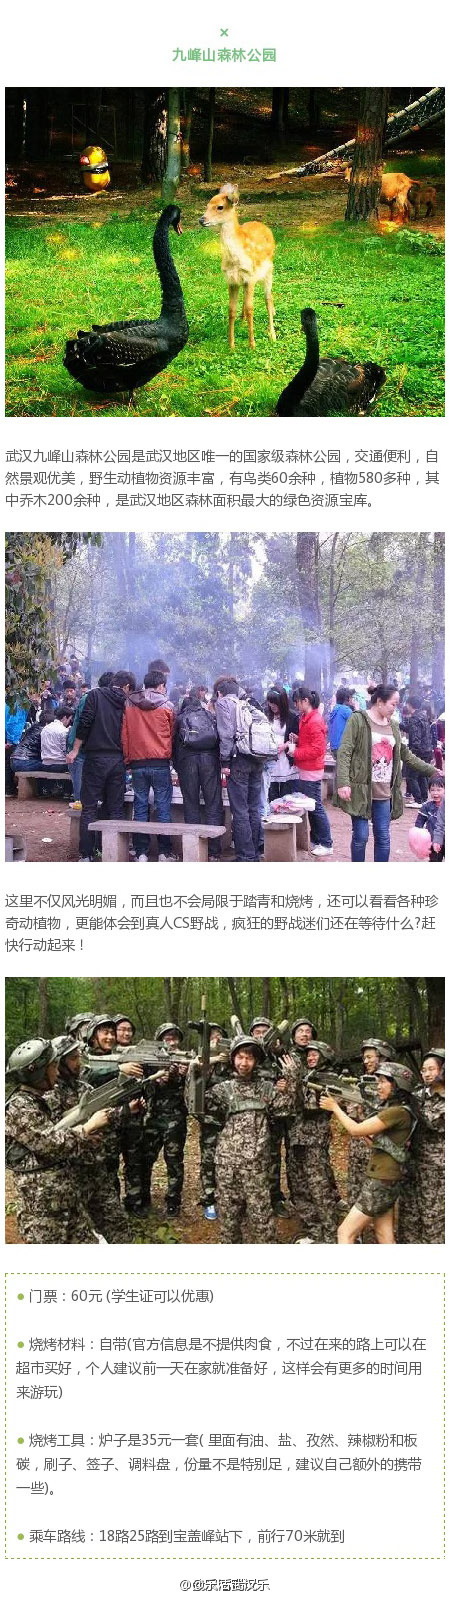 ×
九峰山森林公园
武汉九峰山森林公园是武汉地区唯一的国家级森林公园，交通便利，自
然景观优美，野生动植物资源丰富，有鸟类60余种，植物580多种，其
中乔木200余种，是武汉地区森林面积最大的绿色资源宝库。
这里不仅风光明媚，而且也不会局限于踏青和烧烤，还可以看看各种珍
奇动植物，更能体会到真人CS野战，疯狂的野战迷们还在等待什么?赶
快行动起来！
● 门票：60元 (学生证可以优惠)
● 烧烤材料：自带(官方信息是不提供肉食，不过在来的路上可以在
超市买好，个人建议前一天在家就准备好，这样会有更多的时间用
来游玩)
● 烧烤工具：炉子是35元一套( 里面有油、盐、孜然、辣椒粉和板
碳，刷子、签子、调料盘，份量不是特别足，建议自己额外的携带
一些)。
● 乘车路线：18路25路到宝盖峰站下，前行70米就到